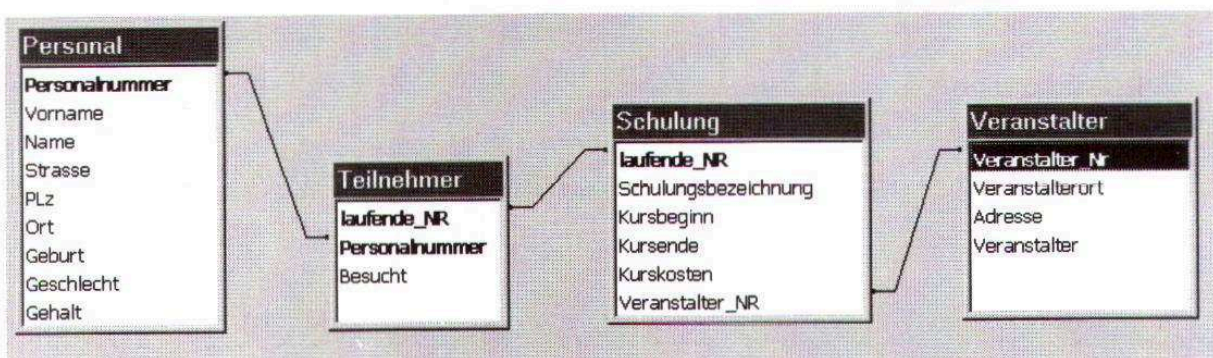 Personal
Personalnummer
Vorname
Name
Strasse
PLz
Ort
Geburt
Geschlecht
Gehalt
Teilnehmer
laufende_NR
Personalnummer
Besucht
Schulung
laufende_NR
Schulungsbezeichnung
Kursbeginn
Kursende
Kurskosten
Veranstalter_NR
Veranstalter
Veranstalter_Nr
Veranstalterort
Adresse
Veranstalter